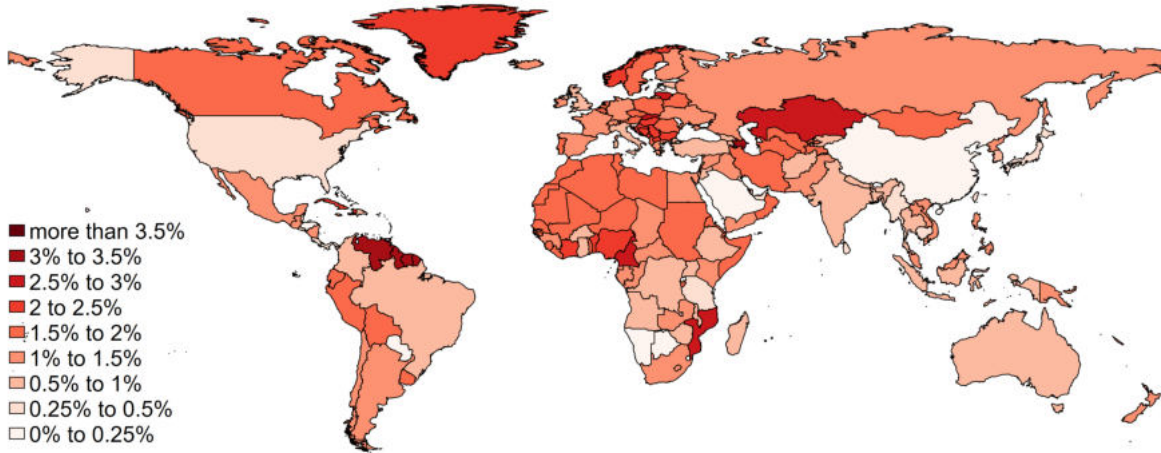 more than 3.5%
3% to 3.5%
2.5% to 3%
2 to 2.5%
1.5% to 2%
1% to 1.5%
0.5% to 1%
0.25% to 0.5%
0% to 0.25%